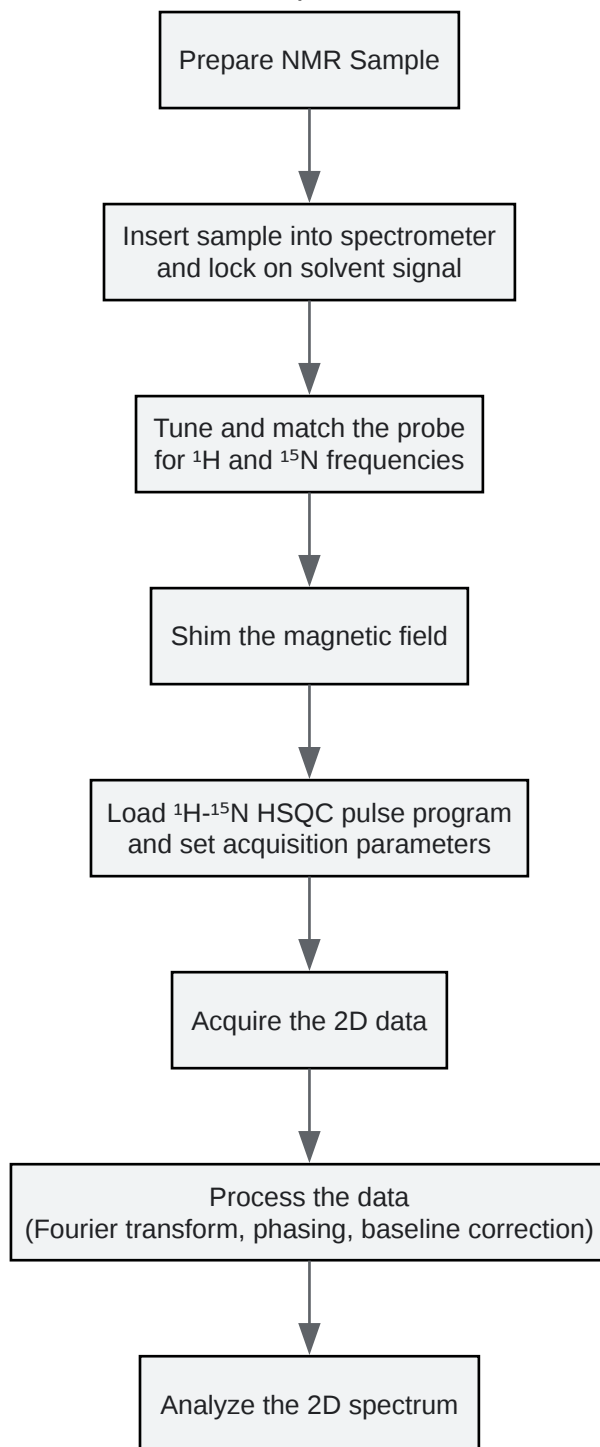 Prepare NMR Sample
Insert sample into spectrometer
and lock on solvent signal
Tune and match the probe
for ¹H and ¹⁵N frequencies
Shim the magnetic field
Load ¹H-¹⁵N HSQC pulse program
and set acquisition parameters
Acquire the 2D data
Process the data
(Fourier transform, phasing, baseline correction)
Analyze the 2D spectrum